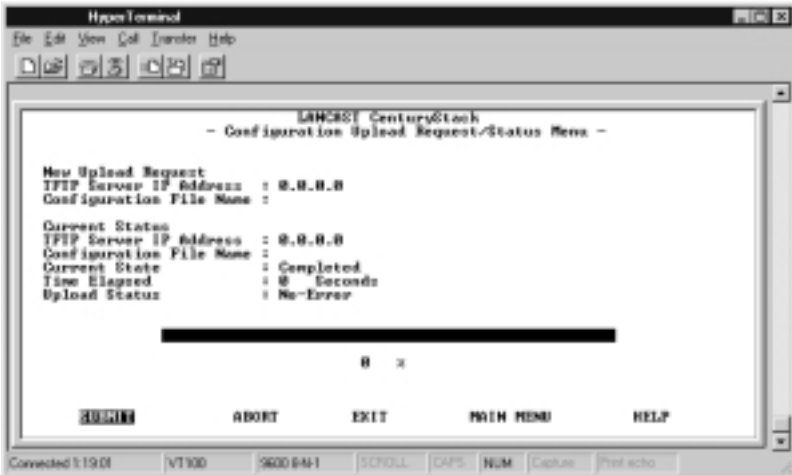 HyperTerminal
File Edit View Call Transfer Help
LANCAST CenturyStack
- Configuration Upload Request/Status Menu -
New Upload Request
TFTP Server IP Address : 0.0.0.0
Configuration File Name :
Current Status
TFTP Server IP Address : 0.0.0.0
Configuration File Name :
Current State : Completed
Time Elapsed : 0 Seconds
Upload Status : No-Error
0 %
SUBMIT ABORT EXIT MAIN MENU HELP
Connected 1:19:01 VT100 9600 8-N-1 SCROLL CAPS NUM Capture Print echo